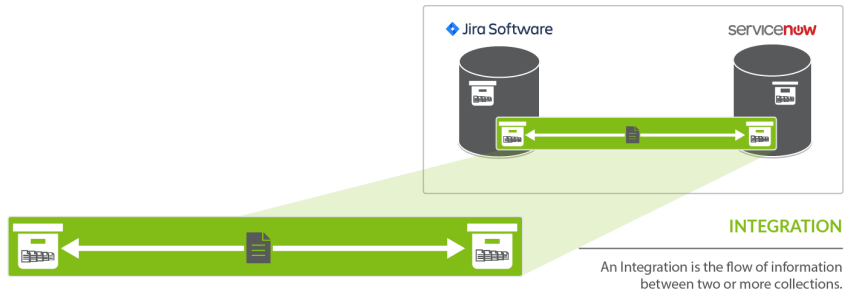 Jira Software
servicenow
INTEGRATION
An Integration is the flow of information
between two or more collections.